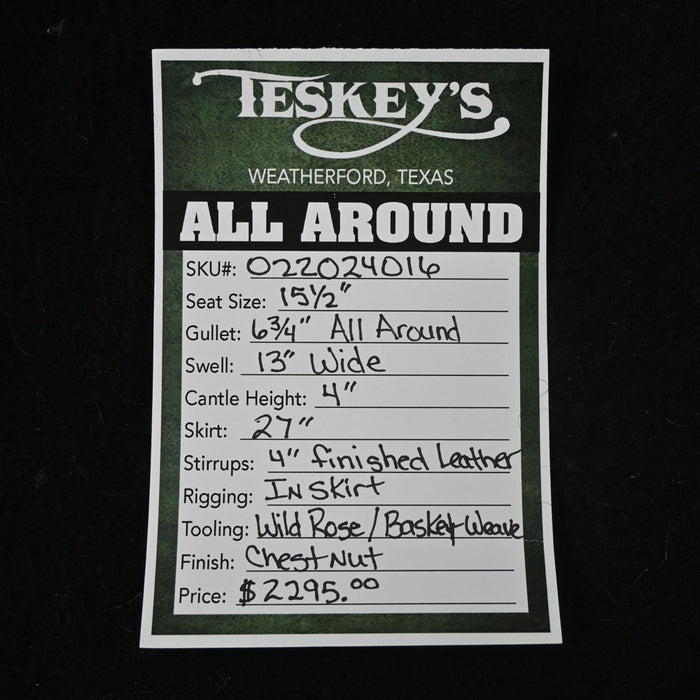 TESKEY'S
WEATHERFORD, TEXAS
ALL AROUND
SKU#: 022024016
Seat Size: 15½"
Gullet: 6¾" All Around
Swell: 13" Wide
Cantle Height: 4"
Skirt: 27"
Stirrups: 4" finished Leather
Rigging: IN SKirt
Tooling: Wild Rose / Basket Weave
Finish: ChestNut
Price: $2295.00